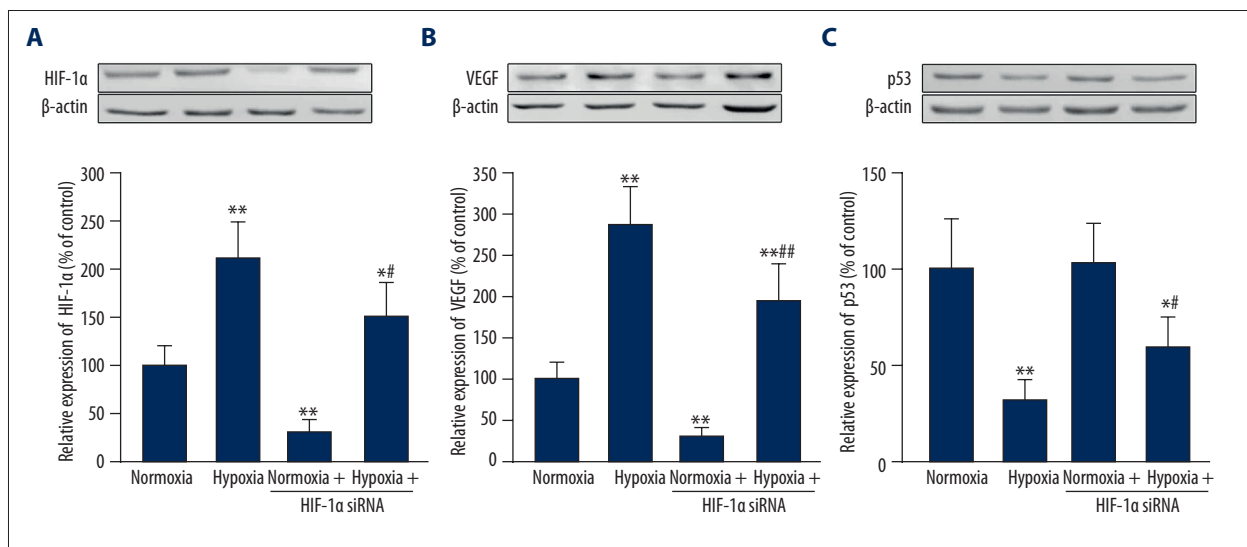 A
HIF-1α
β-actin
Relative expression of HIF-1α (% of control)
300
250
200
150
100
50
0
**
**
*#
Normoxia
Hypoxia
Normoxia +
Hypoxia +
HIF-1α siRNA
B
VEGF
β-actin
Relative expression of VEGF (% of control)
350
300
250
200
150
100
50
0
**
**
**##
Normoxia
Hypoxia
Normoxia +
Hypoxia +
HIF-1α siRNA
C
p53
β-actin
Relative expression of p53 (% of control)
150
100
50
0
**
*#
Normoxia
Hypoxia
Normoxia +
Hypoxia +
HIF-1α siRNA